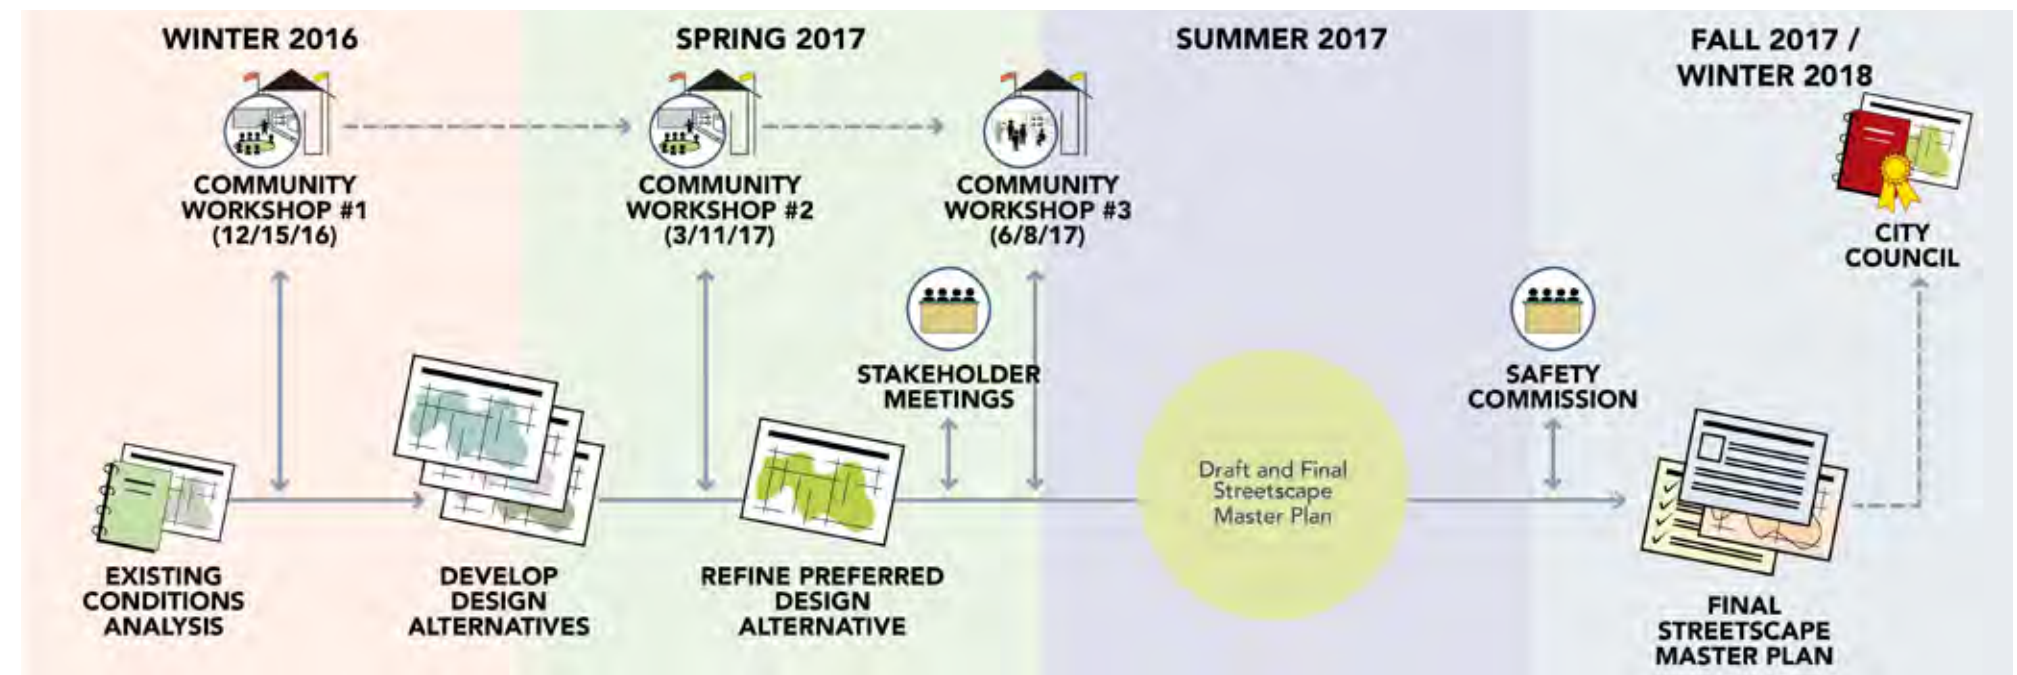 WINTER 2016
SPRING 2017
SUMMER 2017
FALL 2017 /
WINTER 2018
COMMUNITY
WORKSHOP #1
(12/15/16)
COMMUNITY
WORKSHOP #2
(3/11/17)
COMMUNITY
WORKSHOP #3
(6/8/17)
CITY
COUNCIL
STAKEHOLDER
MEETINGS
SAFETY
COMMISSION
Draft and Final
Streetscape
Master Plan
EXISTING
CONDITIONS
ANALYSIS
DEVELOP
DESIGN
ALTERNATIVES
REFINE PREFERRED
DESIGN
ALTERNATIVE
FINAL
STREETSCAPE
MASTER PLAN